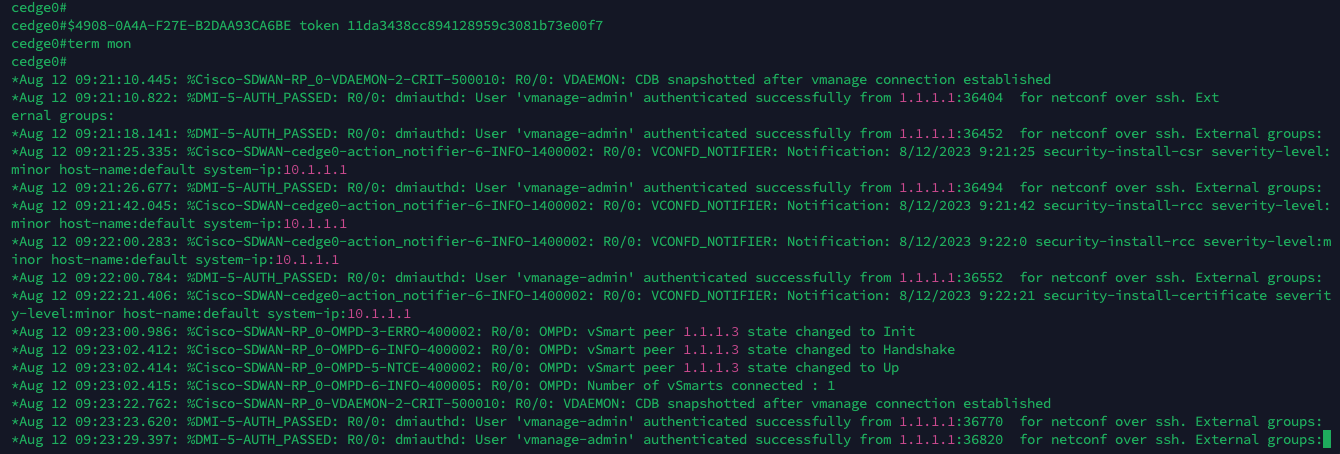 cedge0#
cedge0#$4908-0A4A-F27E-B2DAA93CA6BE token 11da3438cc894128959c3081b73e00f7
cedge0#term mon
cedge0#
*Aug 12 09:21:10.445: %Cisco-SDWAN-RP_0-VDAEMON-2-CRIT-500010: R0/0: VDAEMON: CDB snapshotted after vmanage connection established
*Aug 12 09:21:10.822: %DMI-5-AUTH_PASSED: R0/0: dmiauthd: User 'vmanage-admin' authenticated successfully from 1.1.1.1:36404  for netconf over ssh. Ext
ernal groups:
*Aug 12 09:21:18.141: %DMI-5-AUTH_PASSED: R0/0: dmiauthd: User 'vmanage-admin' authenticated successfully from 1.1.1.1:36452  for netconf over ssh. External groups:
*Aug 12 09:21:25.335: %Cisco-SDWAN-cedge0-action_notifier-6-INFO-1400002: R0/0: VCONFD_NOTIFIER: Notification: 8/12/2023 9:21:25 security-install-csr severity-level:
minor host-name:default system-ip:10.1.1.1
*Aug 12 09:21:26.677: %DMI-5-AUTH_PASSED: R0/0: dmiauthd: User 'vmanage-admin' authenticated successfully from 1.1.1.1:36494  for netconf over ssh. External groups:
*Aug 12 09:21:42.045: %Cisco-SDWAN-cedge0-action_notifier-6-INFO-1400002: R0/0: VCONFD_NOTIFIER: Notification: 8/12/2023 9:21:42 security-install-rcc severity-level:
minor host-name:default system-ip:10.1.1.1
*Aug 12 09:22:00.283: %Cisco-SDWAN-cedge0-action_notifier-6-INFO-1400002: R0/0: VCONFD_NOTIFIER: Notification: 8/12/2023 9:22:0 security-install-rcc severity-level:m
inor host-name:default system-ip:10.1.1.1
*Aug 12 09:22:00.784: %DMI-5-AUTH_PASSED: R0/0: dmiauthd: User 'vmanage-admin' authenticated successfully from 1.1.1.1:36552  for netconf over ssh. External groups:
*Aug 12 09:22:21.406: %Cisco-SDWAN-cedge0-action_notifier-6-INFO-1400002: R0/0: VCONFD_NOTIFIER: Notification: 8/12/2023 9:22:21 security-install-certificate severit
y-level:minor host-name:default system-ip:10.1.1.1
*Aug 12 09:23:00.986: %Cisco-SDWAN-RP_0-OMPD-3-ERRO-400002: R0/0: OMPD: vSmart peer 1.1.1.3 state changed to Init
*Aug 12 09:23:02.412: %Cisco-SDWAN-RP_0-OMPD-6-INFO-400002: R0/0: OMPD: vSmart peer 1.1.1.3 state changed to Handshake
*Aug 12 09:23:02.414: %Cisco-SDWAN-RP_0-OMPD-5-NTCE-400002: R0/0: OMPD: vSmart peer 1.1.1.3 state changed to Up
*Aug 12 09:23:02.415: %Cisco-SDWAN-RP_0-OMPD-6-INFO-400005: R0/0: OMPD: Number of vSmarts connected : 1
*Aug 12 09:23:22.762: %Cisco-SDWAN-RP_0-VDAEMON-2-CRIT-500010: R0/0: VDAEMON: CDB snapshotted after vmanage connection established
*Aug 12 09:23:23.620: %DMI-5-AUTH_PASSED: R0/0: dmiauthd: User 'vmanage-admin' authenticated successfully from 1.1.1.1:36770  for netconf over ssh. External groups:
*Aug 12 09:23:29.397: %DMI-5-AUTH_PASSED: R0/0: dmiauthd: User 'vmanage-admin' authenticated successfully from 1.1.1.1:36820  for netconf over ssh. External groups: